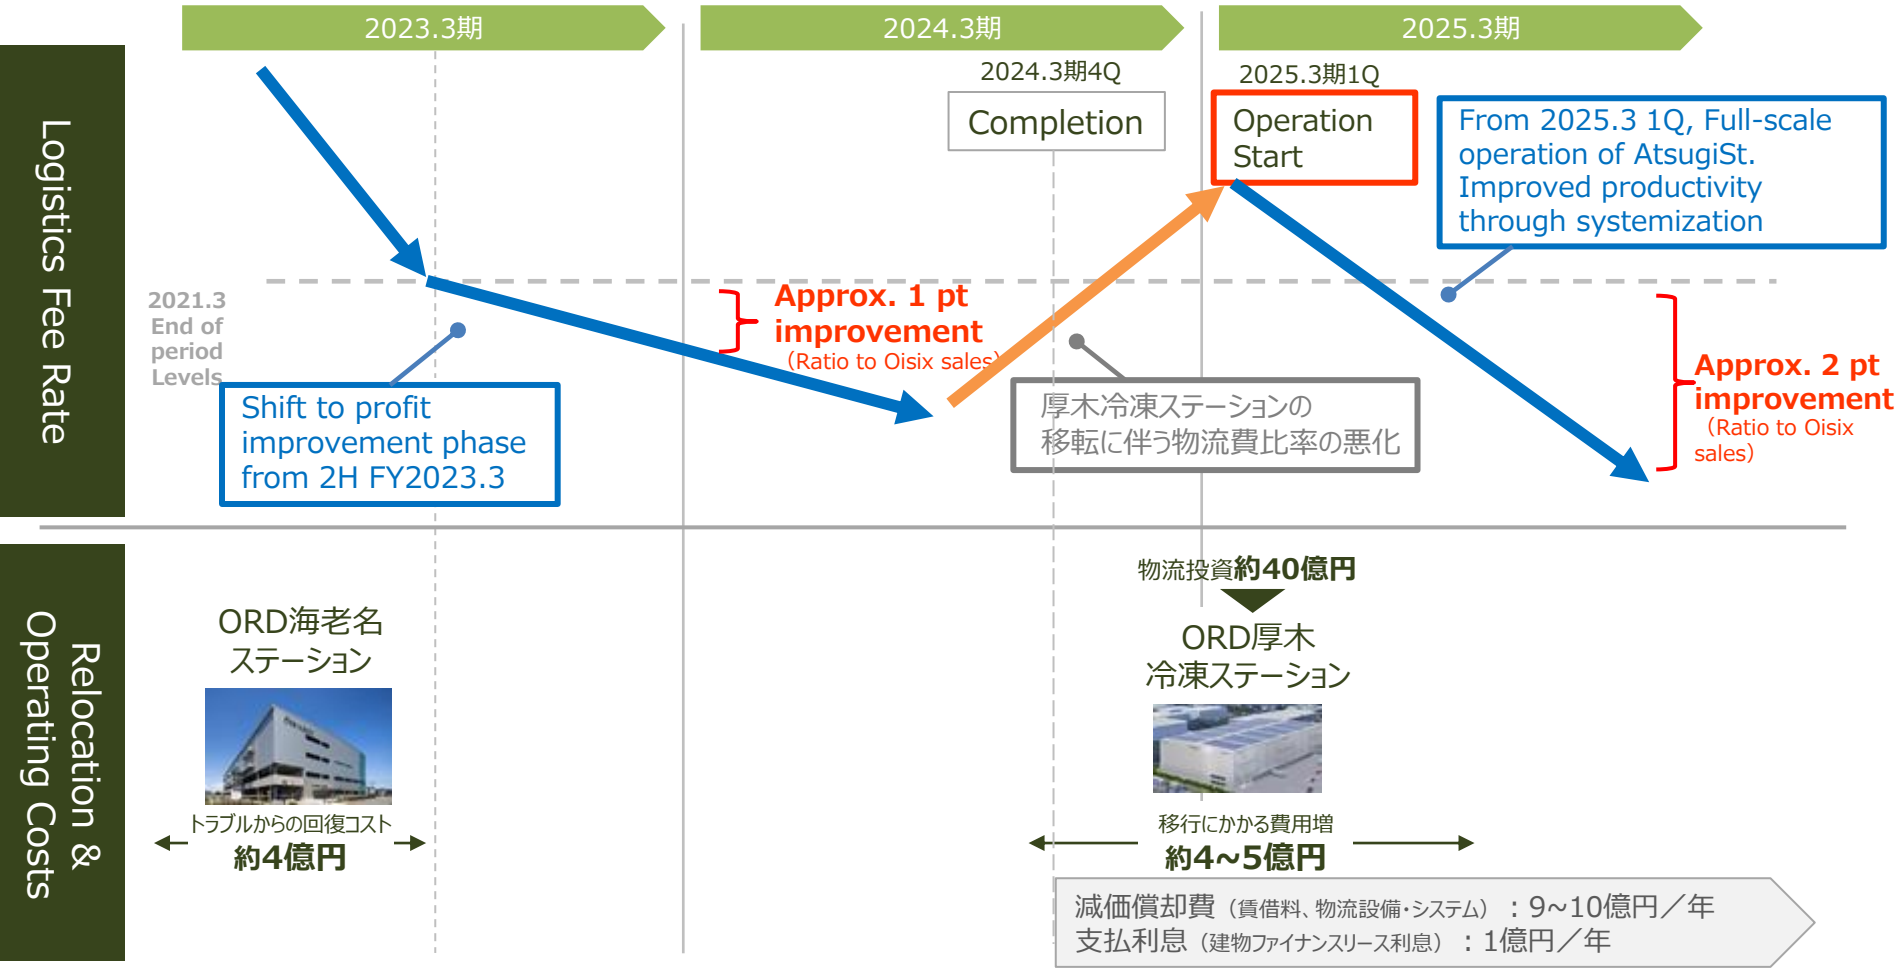 2023.3期
2024.3期
2025.3期
Logistics Fee Rate
2024.3期4Q
Completion
2025.3期1Q
Operation
Start
From 2025.3 1Q, Full-scale
operation of AtsugiSt.
Improved productivity
through systemization
2021.3
End of
period
Levels
Approx. 1 pt
improvement
（Ratio to Oisix sales）
Shift to profit
improvement phase
from 2H FY2023.3
厚木冷凍ステーションの
移転に伴う物流費比率の悪化
Approx. 2 pt
improvement
（Ratio to Oisix
sales）
Relocation &
Operating Costs
ORD海老名
ステーション
トラブルからの回復コスト
約4億円
物流投資約40億円
ORD厚木
冷凍ステーション
移行にかかる費用増
約4~5億円
減価償却費（賃借料、物流設備・システム）：9~10億円／年
支払利息（建物ファイナンスリース利息）：1億円／年